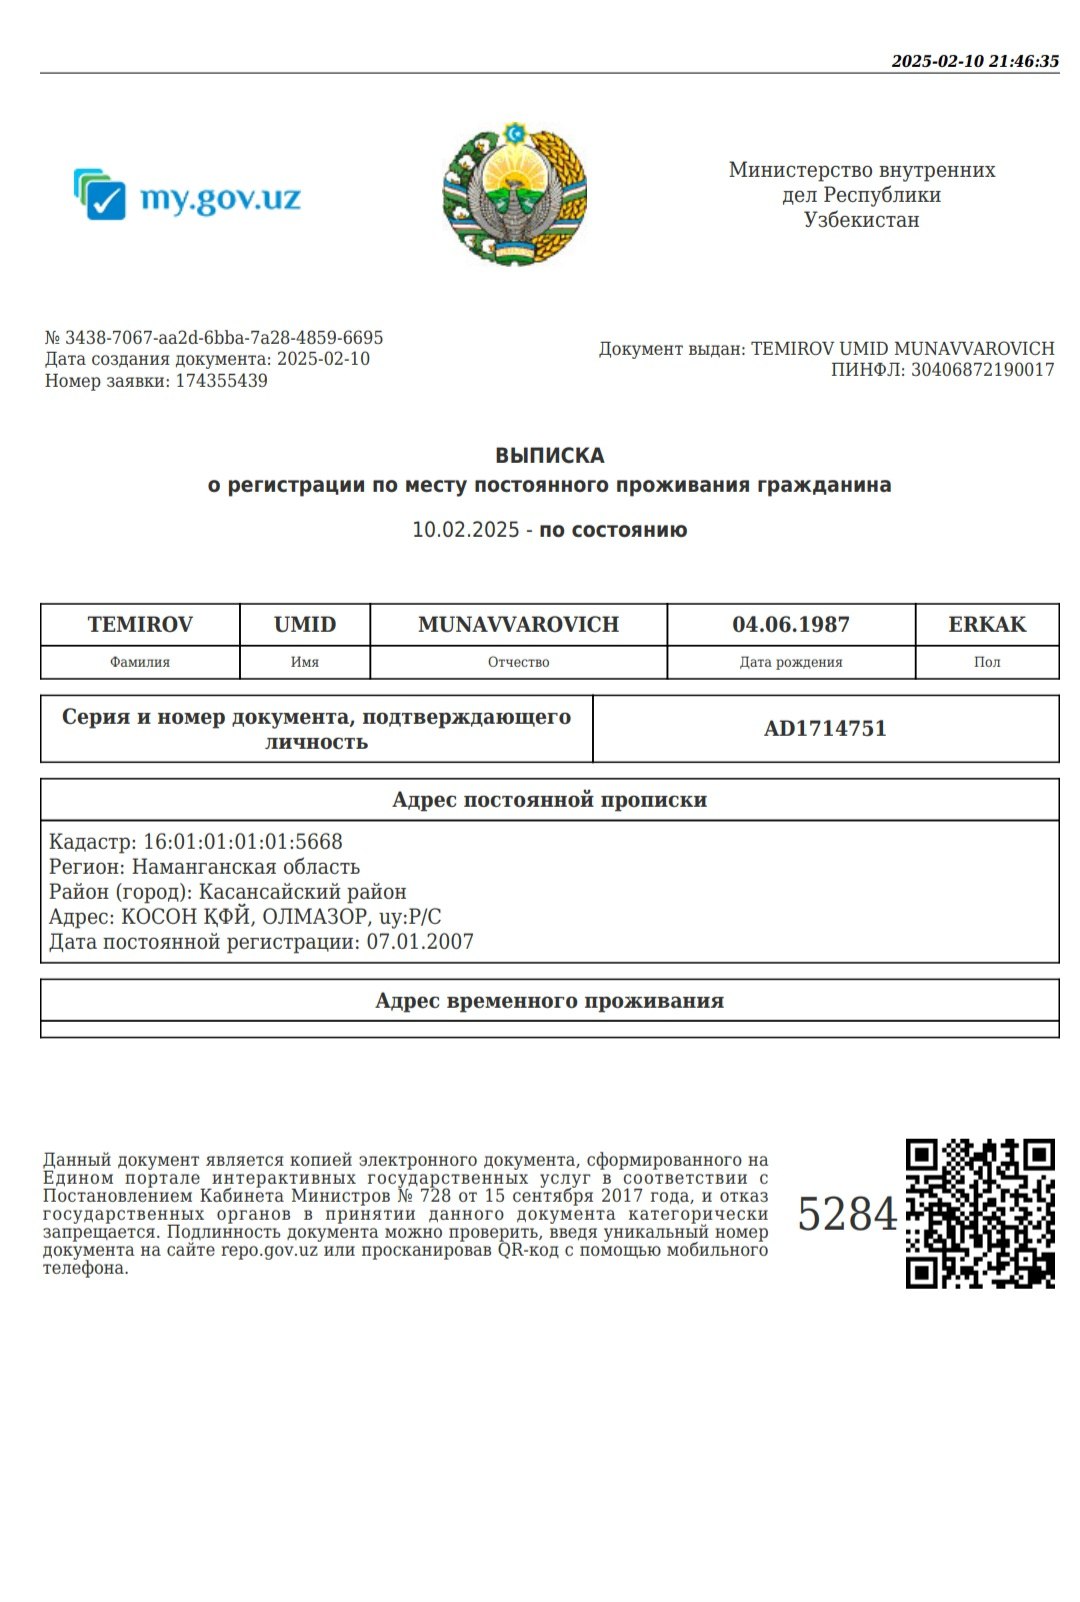 2025-02-10 21:46:35
my.gov.uz
Министерство внутренних
дел Республики
Узбекистан
№ 3438-7067-aa2d-6bba-7a28-4859-6695
Дата создания документа: 2025-02-10
Номер заявки: 174355439
Документ выдан: TEMIROV UMID MUNAVVAROVICH
ПИНФЛ: 30406872190017
ВЫПИСКА
о регистрации по месту постоянного проживания гражданина
10.02.2025 - по состоянию
TEMIROV UMID MUNAVVAROVICH 04.06.1987 ERKAK
Фамилия Имя Отчество Дата рождения Пол
Серия и номер документа, подтверждающего
личность
AD1714751
Адрес постоянной прописки
Кадастр: 16:01:01:01:01:5668
Регион: Наманганская область
Район (город): Касансайский район
Адрес: КОСОН ҚФЙ, ОЛМАЗОР, uy:Р/С
Дата постоянной регистрации: 07.01.2007
Адрес временного проживания
Данный документ является копией электронного документа, сформированного на
Едином портале интерактивных государственных услуг в соответствии с
Постановлением Кабинета Министров № 728 от 15 сентября 2017 года, и отказ
государственных органов в принятии данного документа категорически
запрещается. Подлинность документа можно проверить, введя уникальный номер
документа на сайте repo.gov.uz или просканировав QR-код с помощью мобильного
телефона.
5284